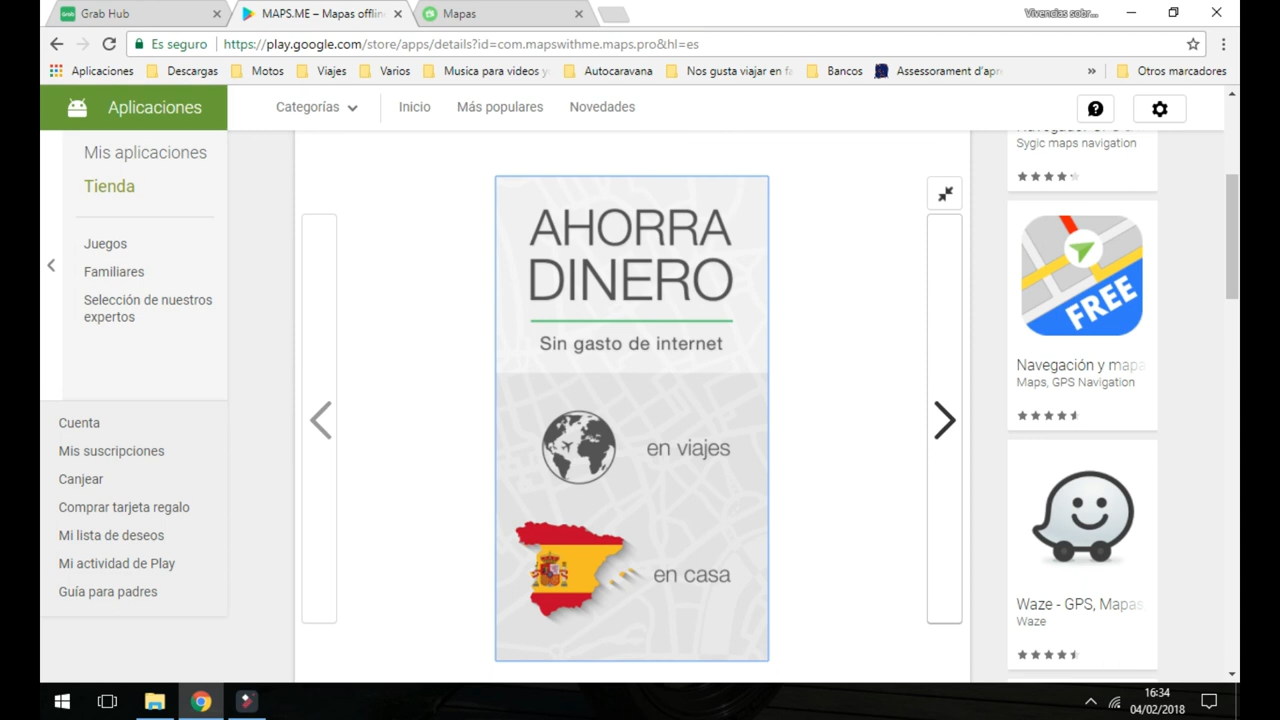 Grab Hub
MAPS.ME – Mapas offlin
Mapas
Vivencias sobr...
Es seguro
https://play.google.com/store/apps/details?id=com.mapswithme.maps.pro&hl=es
Aplicaciones
Descargas
Motos
Viajes
Varios
Musica para videos y
Autocaravana
Nos gusta viajar en fa
Bancos
Assessorament d'apre
»
Otros marcadores
Aplicaciones
Categorías
Inicio
Más populares
Novedades
Mis aplicaciones
Tienda
Juegos
Familiares
Selección de nuestros
expertos
Cuenta
Mis suscripciones
Canjear
Comprar tarjeta regalo
Mi lista de deseos
Mi actividad de Play
Guía para padres
AHORRA
DINERO
Sin gasto de internet
en viajes
en casa
Sygic maps navigation
FREE
Navegación y mapa
Maps, GPS Navigation
Waze - GPS, Mapas,
Waze
16:34
04/02/2018